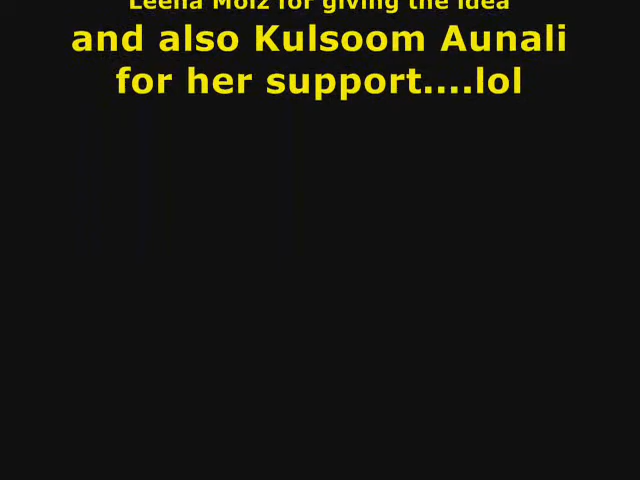 Leena Moiz for giving the idea
and also Kulsoom Aunali
for her support....lol